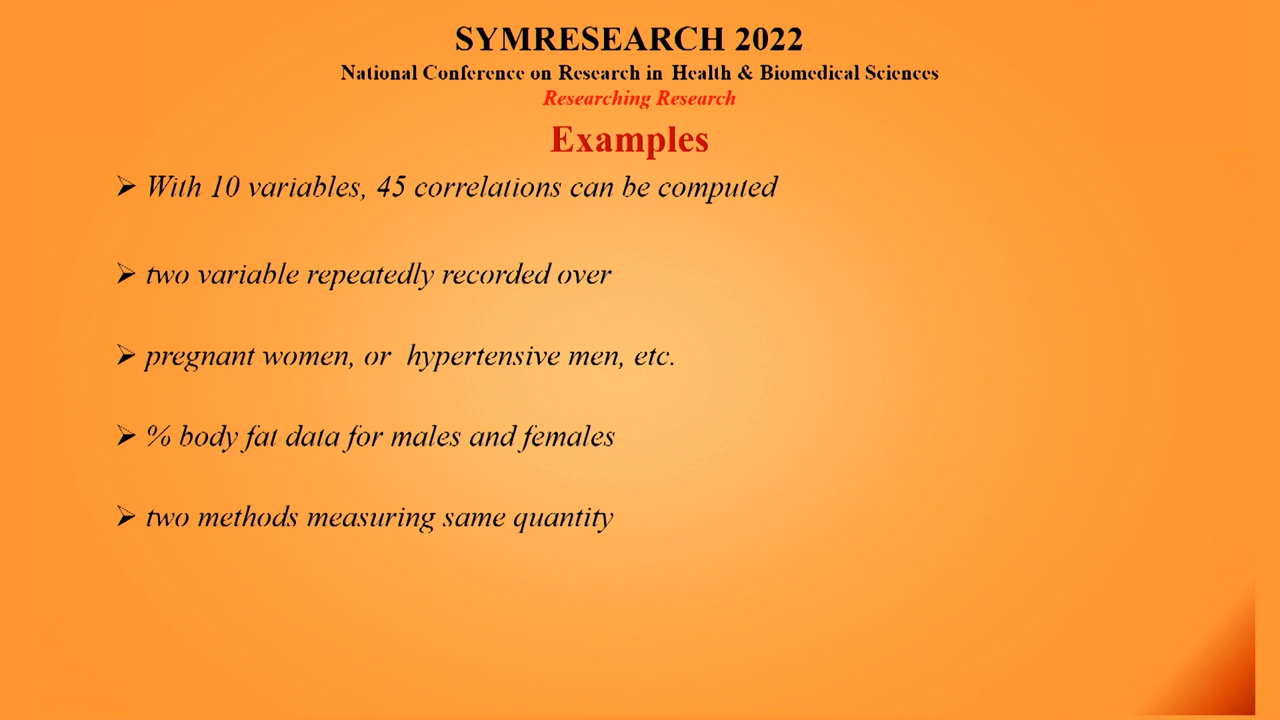 SYMRESEARCH 2022
National Conference on Research in Health & Biomedical Sciences
Researching Research
Examples
➢ With 10 variables, 45 correlations can be computed
➢ two variable repeatedly recorded over
➢ pregnant women, or hypertensive men, etc.
➢ % body fat data for males and females
➢ two methods measuring same quantity